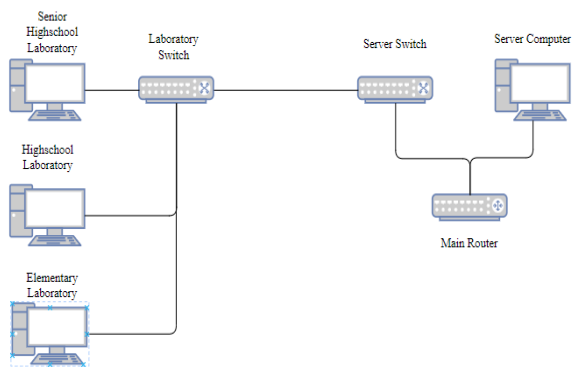 Senior
Highschool
Laboratory
Laboratory
Switch
Server Switch
Server Computer
Highschool
Laboratory
Main Router
Elementary
Laboratory